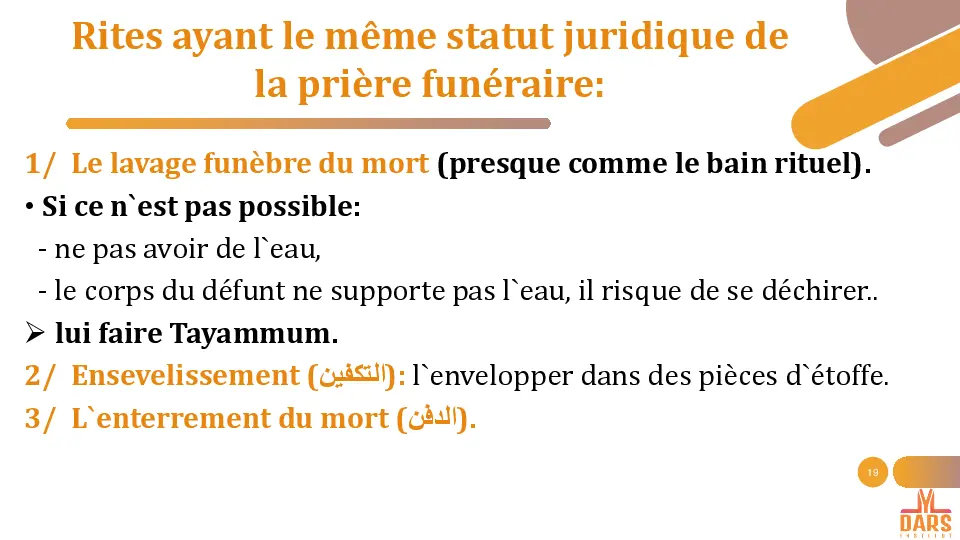 Rites ayant le même statut juridique de
la prière funéraire:
1/ Le lavage funèbre du mort (presque comme le bain rituel).
• Si ce n`est pas possible:
- ne pas avoir de l`eau,
- le corps du défunt ne supporte pas l`eau, il risque de se déchirer..
➢ lui faire Tayammum.
2/ Ensevelissement (التكفين): l`envelopper dans des pièces d`étoffe.
3/ L`enterrement du mort (الدفن).
19
DARS
INSTITUT